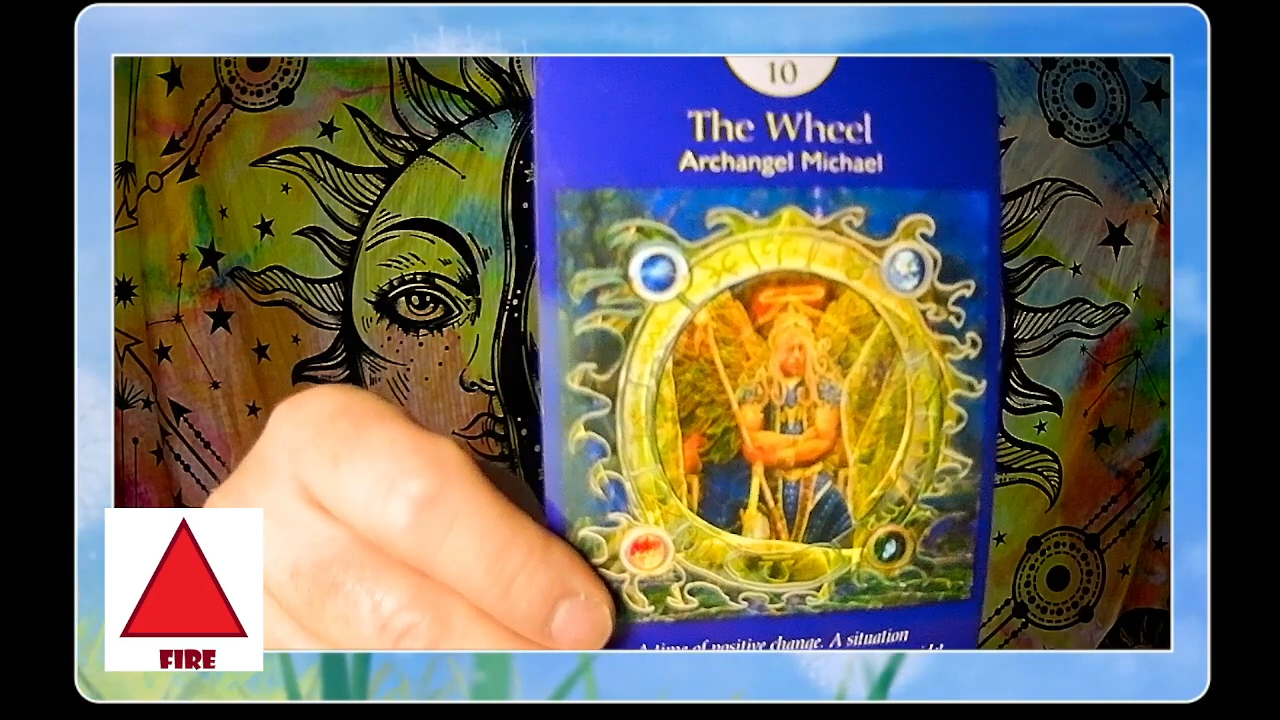 10
The Wheel
Archangel Michael
A time of positive change. A situation
FIRE